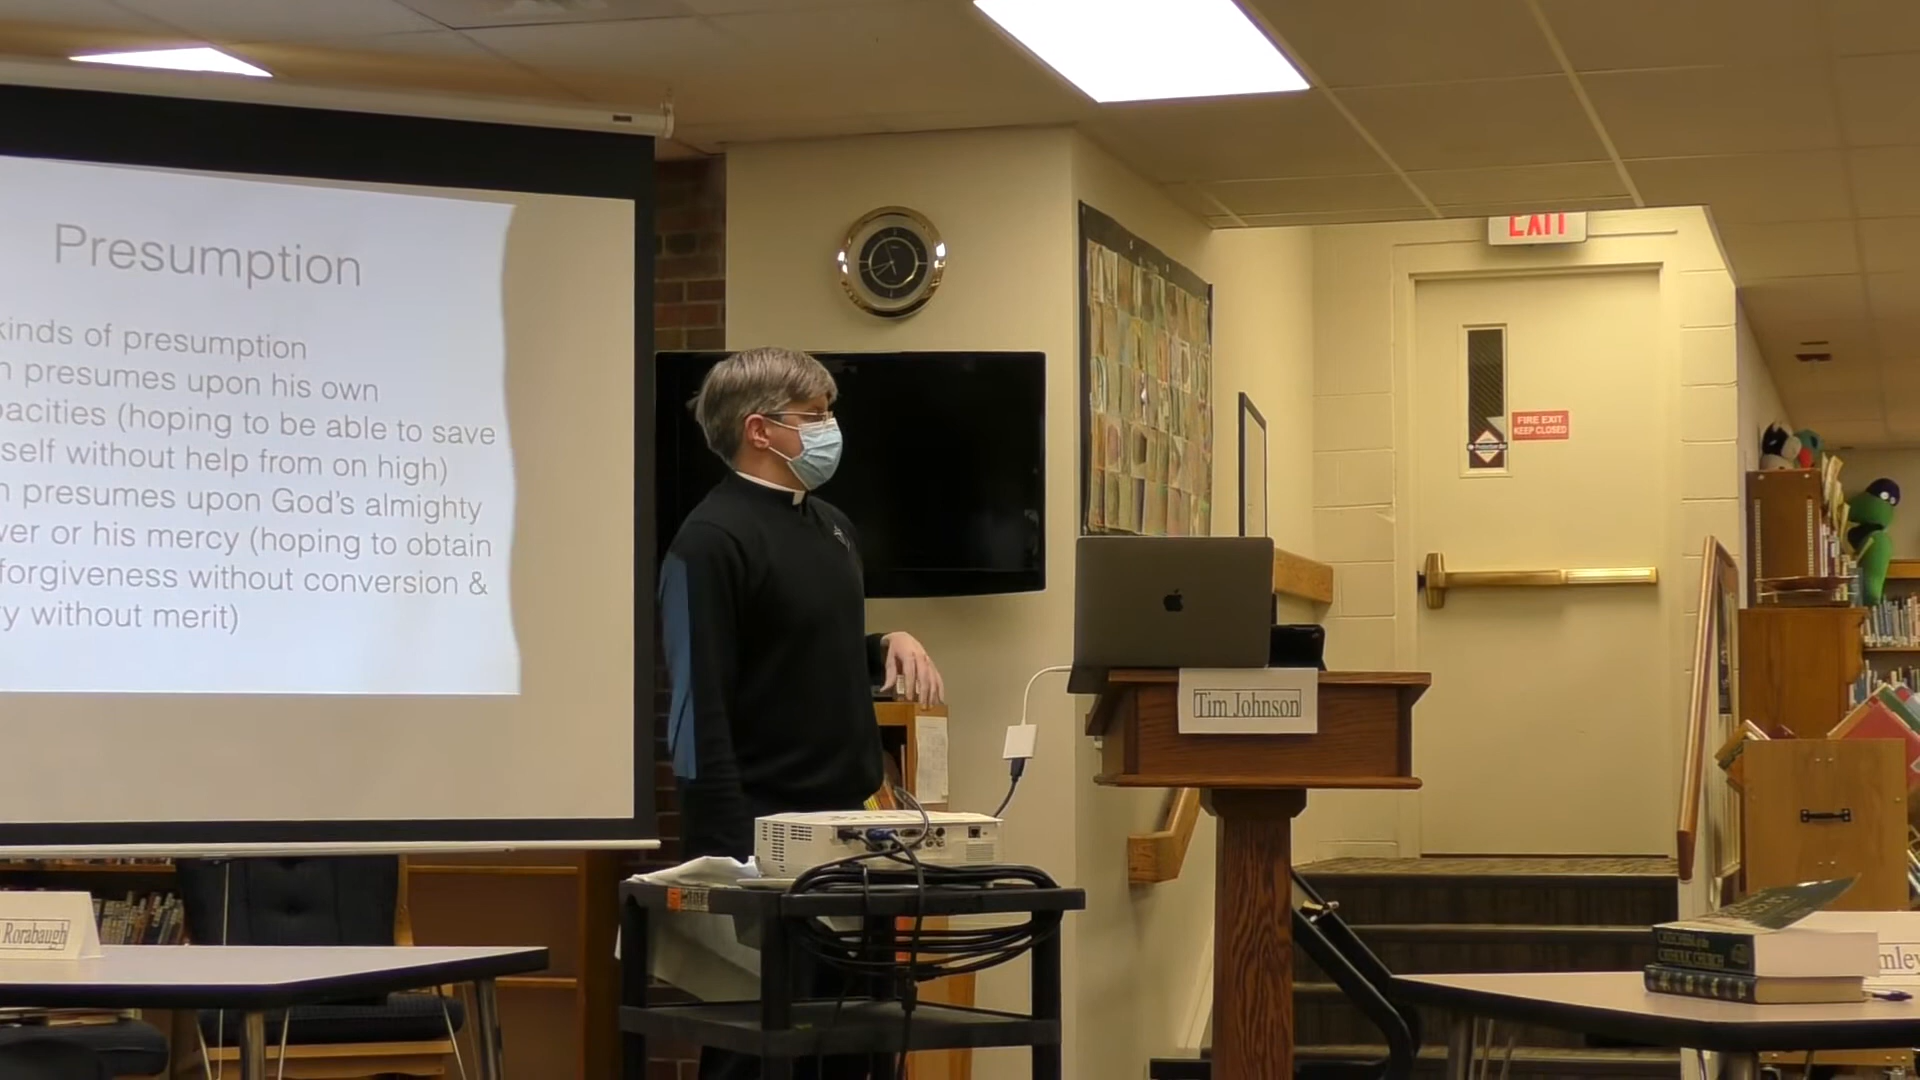 Presumption
kinds of presumption
presumes upon his own
(hoping to be able to save
self without help from on high)
presumes upon God's almighty
or his mercy (hoping to obtain
forgiveness without conversion &
without merit)
EXIT
FIRE EXIT
KEEP CLOSED
Tim Johnson
Rorabaugh
CATECHISM of the
CATHOLIC CHURCH